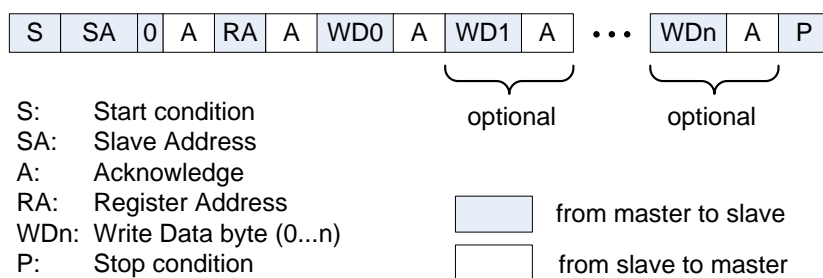 S SA 0 A RA A WD0 A WD1 A ••• WDn A P
optional optional
S: Start condition
SA: Slave Address
A: Acknowledge
RA: Register Address
WDn: Write Data byte (0...n)
P: Stop condition
from master to slave
from slave to master